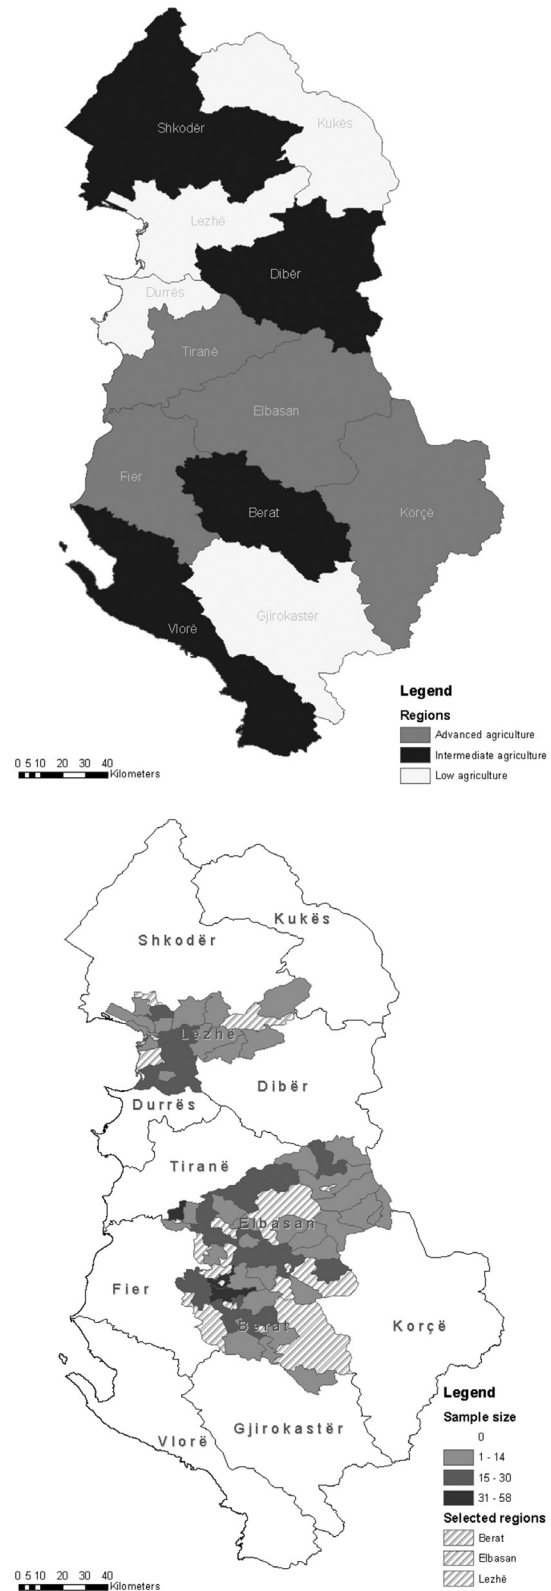 Shkodër
Kukës
Lezhë
Dibër
Durrës
Tiranë
Elbasan
Fier
Berat
Korçë
Gjirokastër
Vlorë
Legend
Regions
Advanced agriculture
Intermediate agriculture
Low agriculture
0 5 10 20 30 40
Kilometers
Kukës
Shkodër
Lezhë
Dibër
Durrës
Tiranë
Elbasan
Fier
Berat
Korçë
Gjirokastër
Vlorë
Legend
Sample size
0
1 - 14
15 - 30
31 - 58
Selected regions
Berat
Elbasan
Lezhë
0 5 10 20 30 40
Kilometers